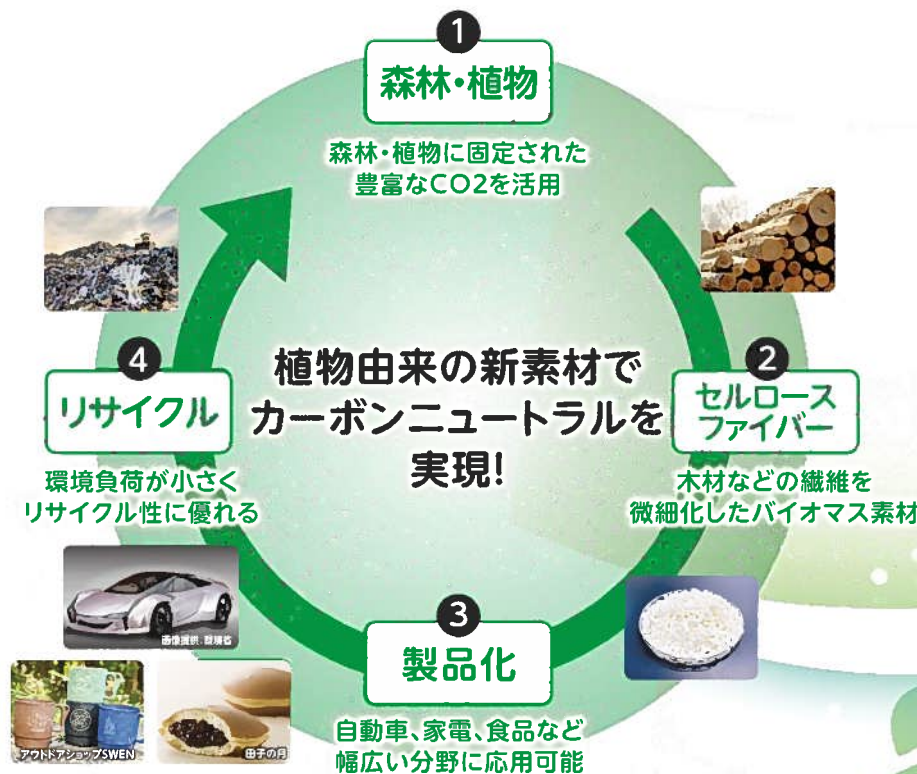 1
森林・植物
森林・植物に固定された
豊富なCO2を活用
植物由来の新素材で
カーボンニュートラルを
実現!
2
セルロース
ファイバー
木材などの繊維を
微細化したバイオマス素材
3
製品化
自動車、家電、食品など
幅広い分野に応用可能
4
リサイクル
環境負荷が小さく
リサイクル性に優れる
画像提供:環境省
アウトドアショップSWEN
田子の月